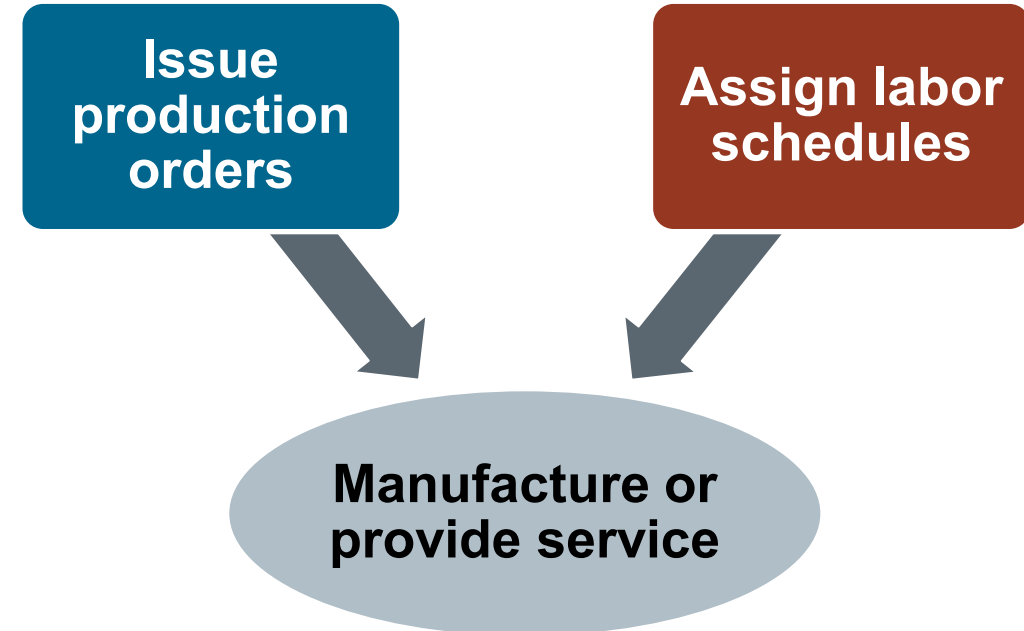 Issue
production
orders
Assign labor
schedules
Manufacture or
provide service